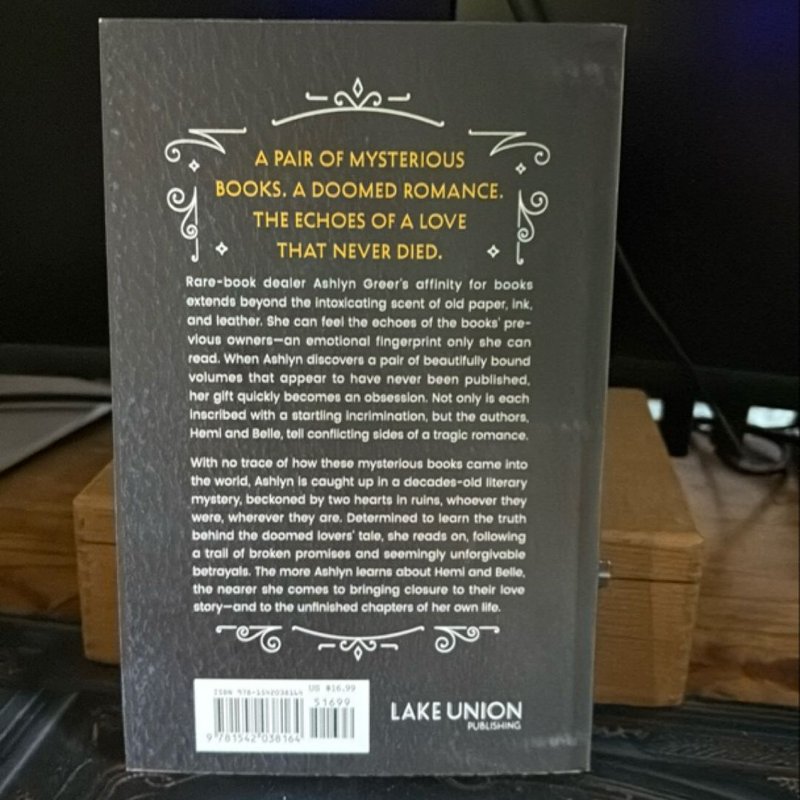 A PAIR OF MYSTERIOUS
BOOKS. A DOOMED ROMANCE.
THE ECHOES OF A LOVE
THAT NEVER DIED.
Rare-book dealer Ashlyn Greer's affinity for books
extends beyond the intoxicating scent of old paper, ink,
and leather. She can feel the echoes of the books' pre-
vious owners—an emotional fingerprint only she can
read. When Ashlyn discovers a pair of beautifully bound
volumes that appear to have never been published,
her gift quickly becomes an obsession. Not only is each
inscribed with a startling incrimination, but the authors,
Hemi and Belle, tell conflicting sides of a tragic romance.
With no trace of how these mysterious books came into
the world, Ashlyn is caught up in a decades-old literary
mystery, beckoned by two hearts in ruins, whoever they
were, wherever they are. Determined to learn the truth
behind the doomed lovers' tale, she reads on, following
a trail of broken promises and seemingly unforgivable
betrayals. The more Ashlyn learns about Hemi and Belle,
the nearer she comes to bringing closure to their love
story—and to the unfinished chapters of her own life.
ISBN 978-1542038164
US $16.99
51699
9 781542 038164
LAKE UNION
PUBLISHING